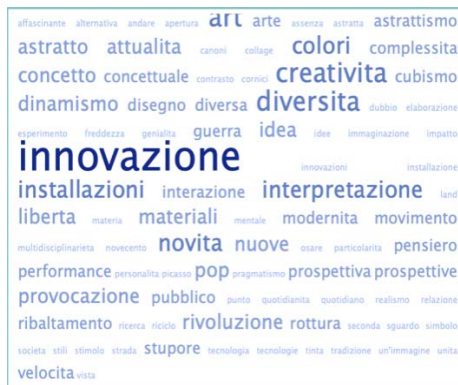 affascinante alternativa andare apertura art arte assenza astratta astrattismo
astratto attualita canoni collage colori complessita
concetto concettuale contrasto cornici creativita cubismo
dinamismo disegno diversa diversita dubbio elaborazione
esperimento freddezza genialita guerra idea idee immaginazione impatto
innovazione innovazioni installazione
installazioni interazione interpretazione land
liberta materia materiali mentale modernita movimento
multidisciplinarieta novecento novita nuove osare particolarita pensiero
performance personalita picasso pop pragmatismo prospettiva prospettive
provocazione pubblico punto quotidianita quotidiano realismo relazione
ribaltamento ricerca riciclo rivoluzione rottura seconda sguardo simbolo
societa stili stimolo strada stupore tecnologia tecnologie tinta tradizione un'immagine unita
velocita vista